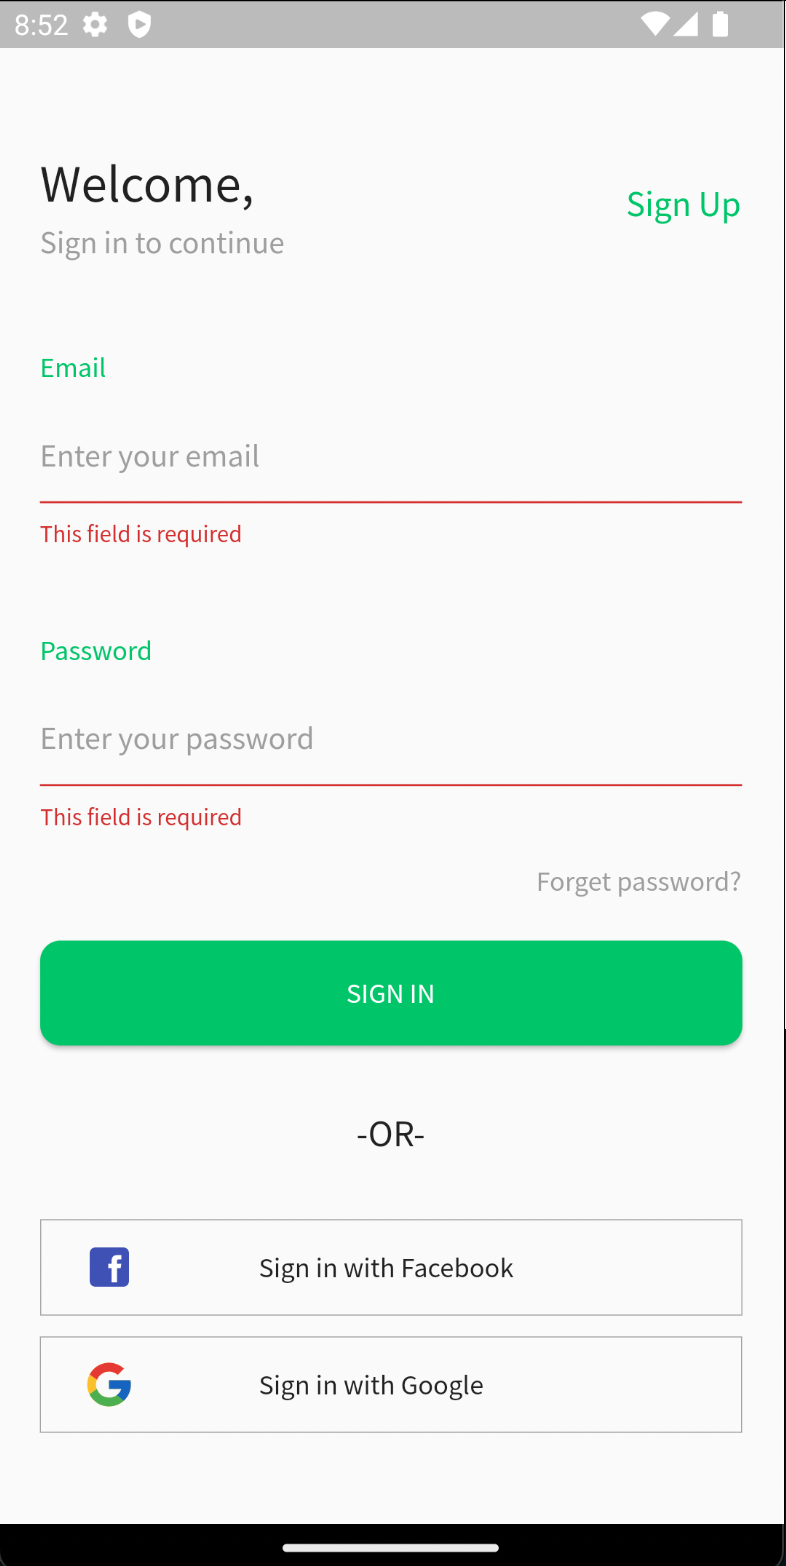 8:52
Welcome,
Sign Up
Sign in to continue
Email
Enter your email
This field is required
Password
Enter your password
This field is required
Forget password?
SIGN IN
-OR-
Sign in with Facebook
Sign in with Google